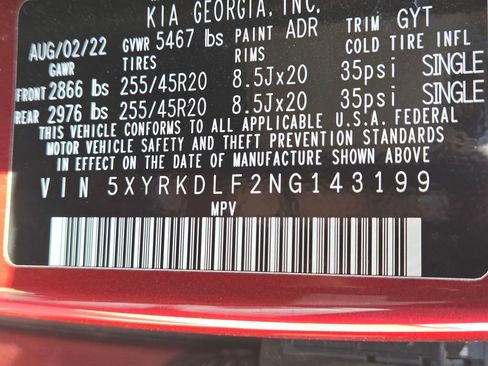 KIA GEORGIA, INC.
AUG/02/22 GVWR 5467 lbs PAINT ADR TRIM GYT
GAWR TIRES RIMS COLD TIRE INFL
FRONT 2866 lbs 255/45R20 8.5Jx20 35psi SINGLE
REAR 2976 lbs 255/45R20 8.5Jx20 35psi SINGLE
THIS VEHICLE CONFORMS TO ALL APPLICABLE U.S.A. FEDERAL
MOTOR VEHICLE SAFETY AND THEFT PREVENTION STANDARDS
IN EFFECT ON THE DATE OF MANUFACTURE SHOWN ABOVE
VIN 5XYRKDLF2NG143199
MPV